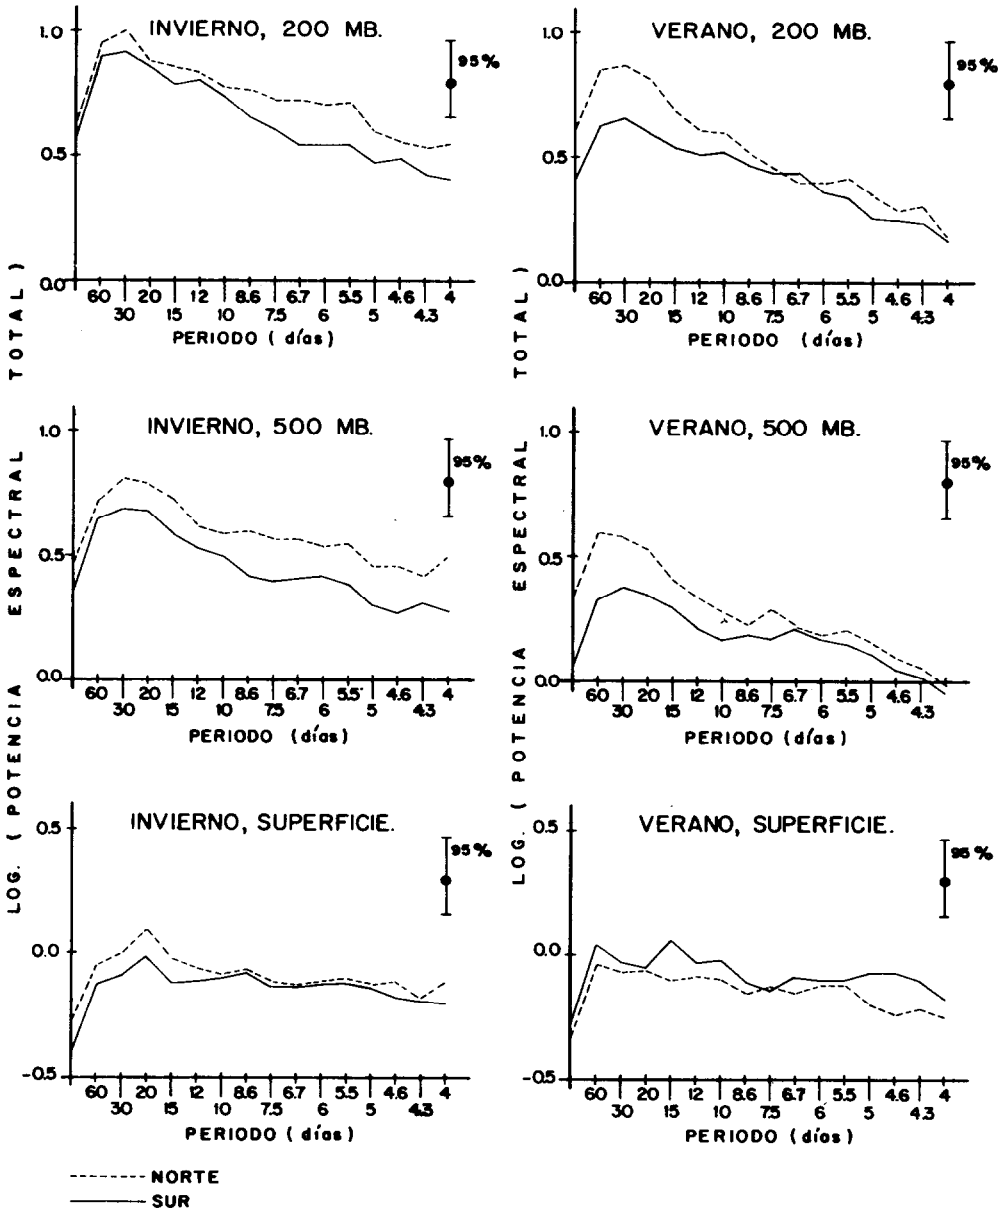 LOG. ( POTENCIA ESPECTRAL TOTAL )
INVIERNO, 200 MB.
1.0
0.5
0.0
95%
60 20 12 8.6 6.7 5.5 4.6 4
30 15 10 7.5 6 5 4.3
PERIODO ( días)
LOG. ( POTENCIA ESPECTRAL TOTAL )
VERANO, 200 MB.
1.0
0.5
0.0
95%
60 20 12 8.6 6.7 5.5 4.6 4
30 15 10 7.5 6 5 4.3
PERIODO (días)
INVIERNO, 500 MB.
1.0
0.5
0.0
95%
60 20 12 8.6 6.7 5.5 4.6 4
30 15 10 7.5 6 5 4.3
PERIODO (días)
VERANO, 500 MB.
1.0
0.5
0.0
95%
60 20 12 8.6 6.7 5.5 4.6 4
30 15 10 7.5 6 5 4.3
PERIODO (días)
INVIERNO, SUPERFICIE.
0.5
0.0
-0.5
95%
60 20 12 8.6 6.7 5.5 4.6 4
30 15 10 7.5 6 5 4.3
PERIODO ( días)
VERANO, SUPERFICIE.
0.5
0.0
-0.5
95%
60 20 12 8.6 6.7 5.5 4.6 4
30 15 10 7.5 6 5 4.3
PERIODO (días)
NORTE
SUR